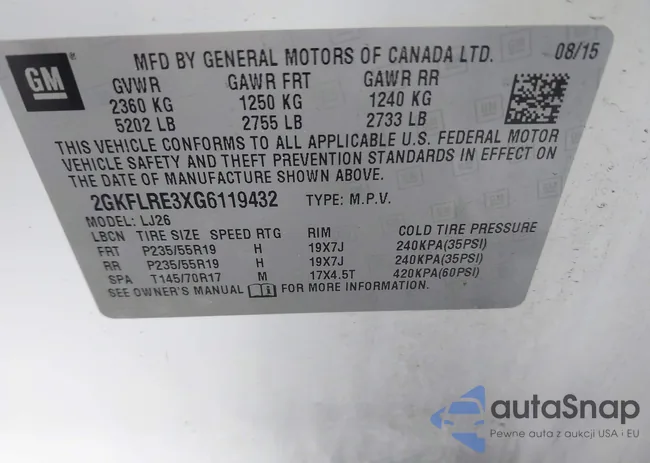 GM
MFD BY GENERAL MOTORS OF CANADA LTD. 08/15
GVWR GAWR FRT GAWR RR
2360 KG 1250 KG 1240 KG
5202 LB 2755 LB 2733 LB
THIS VEHICLE CONFORMS TO ALL APPLICABLE U.S. FEDERAL MOTOR
VEHICLE SAFETY AND THEFT PREVENTION STANDARDS IN EFFECT ON
THE DATE OF MANUFACTURE SHOWN ABOVE.
2GKFLRE3XG6119432 TYPE: M.P.V.
MODEL: LJ26
LBCN TIRE SIZE SPEED RTG RIM COLD TIRE PRESSURE
FRT P235/55R19 H 19X7J 240KPA(35PSI)
RR P235/55R19 H 19X7J 240KPA(35PSI)
SPA T145/70R17 M 17X4.5T 420KPA(60PSI)
SEE OWNER'S MANUAL FOR MORE INFORMATION.
autoSnap
Pewne auta z aukcji USA i EU